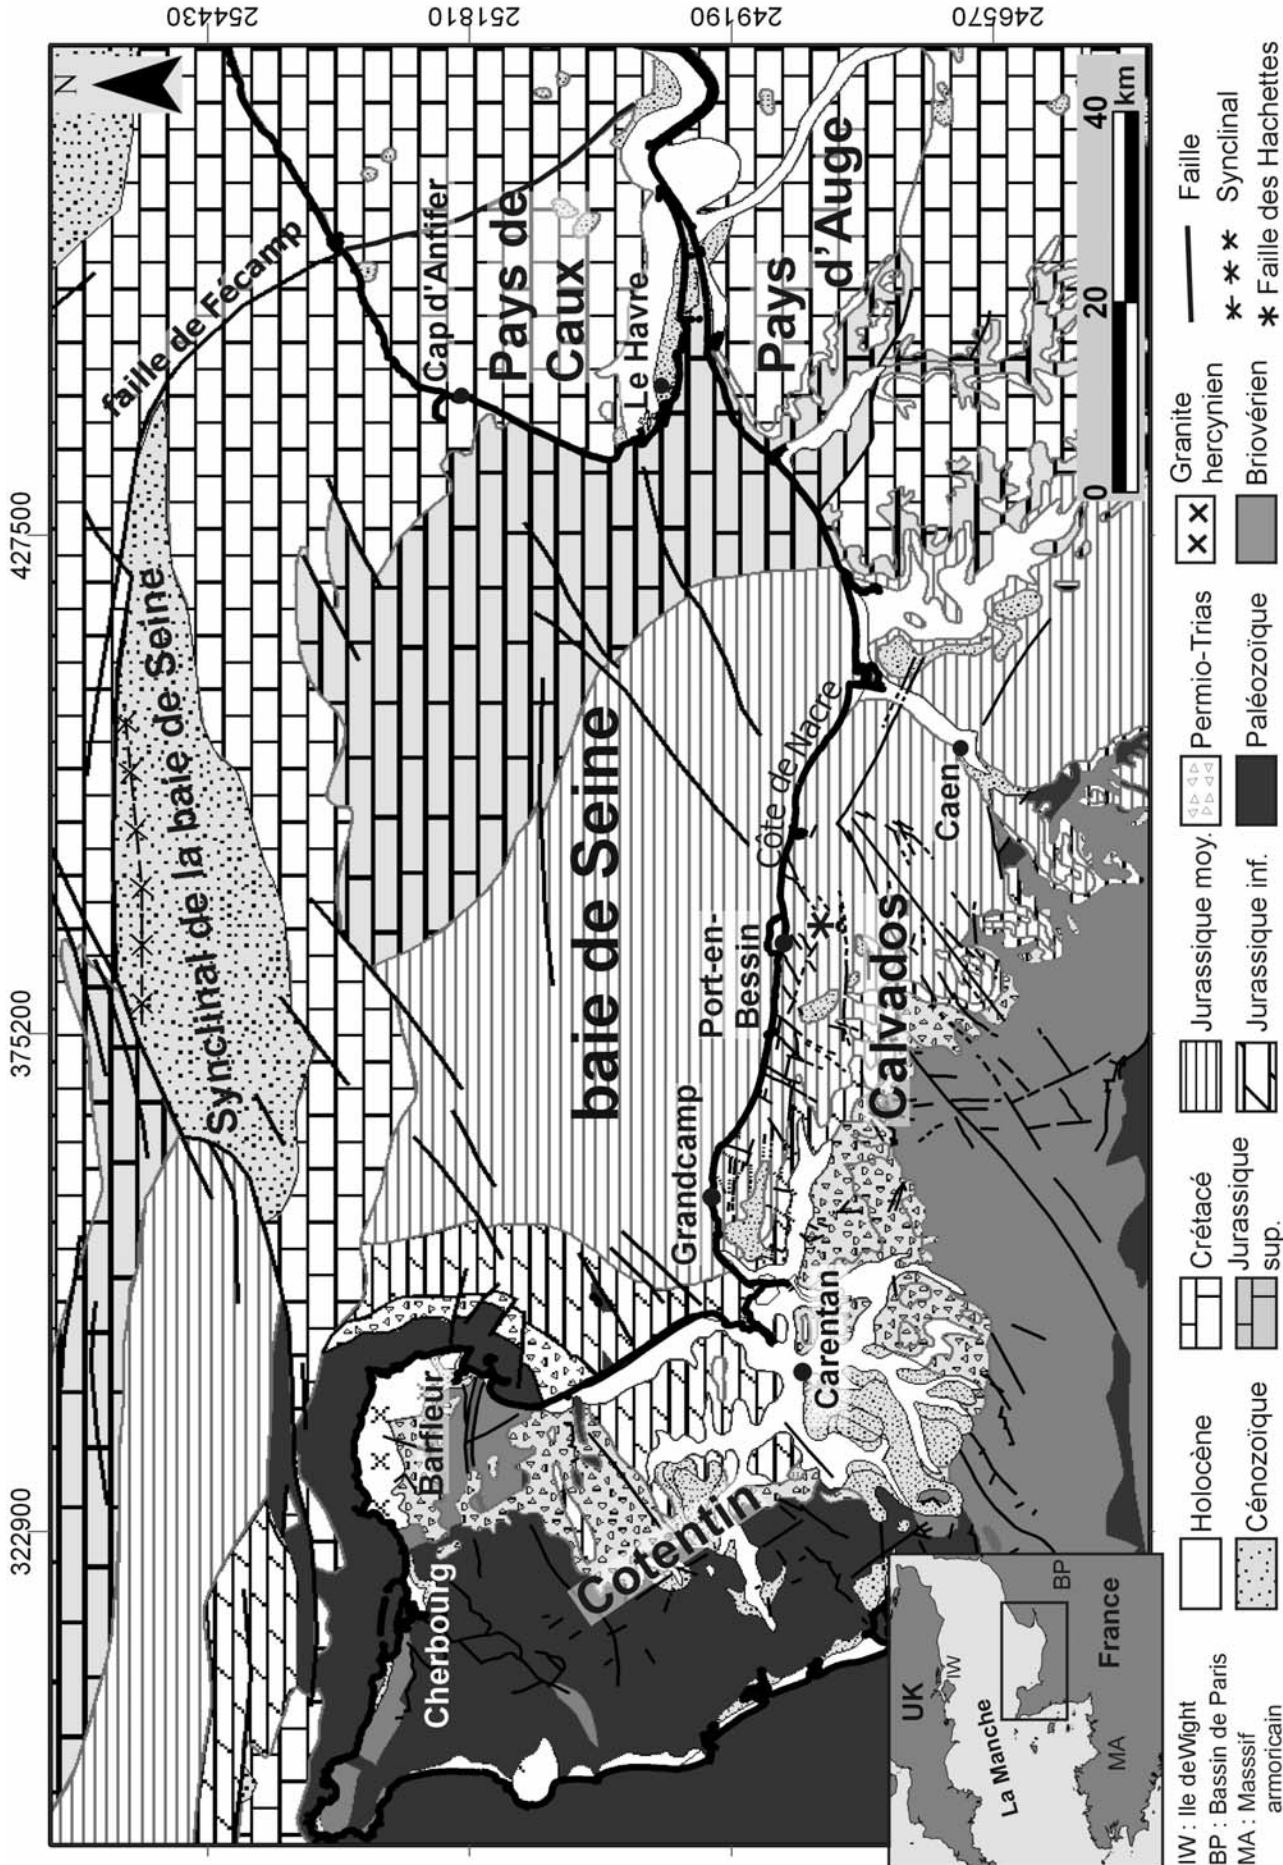 322900
375200
427500
254430
251810
249190
246570
N
faille de Fécamp
Synclinal de la baie de Seine
Cap d'Antifer
Pays de
Caux
Le Havre
baie de Seine
Barfleur
Cherbourg
Cotentin
Grandcamp
Port-en-
Bessin
Côte de Nacre
Pays
d'Auge
Carentan
Calvados
Caen
0
20
40
km
UK
IW
La Manche
BP
France
MA
IW : Ile deWight
BP : Bassin de Paris
MA : Masssif
armoricain
Holocène
Cénozoïque
Crétacé
Jurassique
sup.
Jurassique moy.
Jurassique inf.
Permio-Trias
Paléozoïque
Granite
hercynien
Briovérien
Faille
Synclinal
Faille des Hachettes